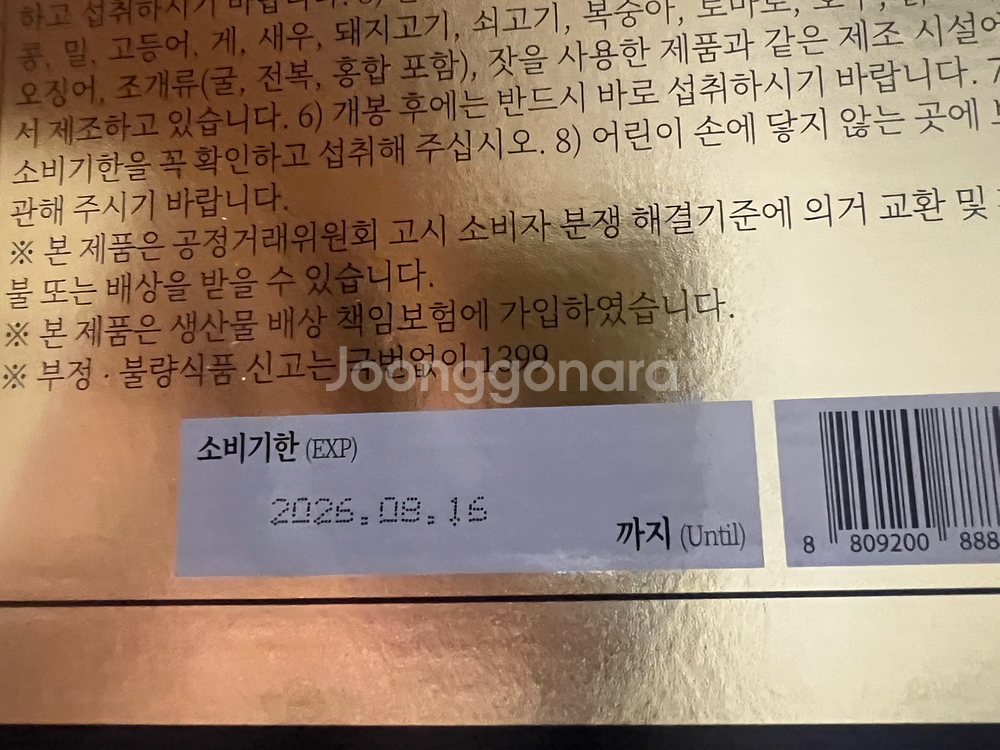 하고 섭취하시기 바랍니다.
콩, 밀, 고등어, 게, 새우, 돼지고기, 쇠고기, 복숭아, 토마토, 호두, 닭
오징어, 조개류(굴, 전복, 홍합 포함), 잣을 사용한 제품과 같은 제조 시설에
서 제조하고 있습니다. 6) 개봉 후에는 반드시 바로 섭취하시기 바랍니다. 7
소비기한을 꼭 확인하고 섭취해 주십시오. 8) 어린이 손에 닿지 않는 곳에 보
관해 주시기 바랍니다.
※ 본 제품은 공정거래위원회 고시 소비자 분쟁 해결기준에 의거 교환 및
불 또는 배상을 받을 수 있습니다.
※ 본 제품은 생산물 배상 책임보험에 가입하였습니다.
※ 부정 · 불량식품 신고는 국번없이 1399
Joonggonara
소비기한 (EXP)
2026.08.16
까지 (Until)
8 809200 888